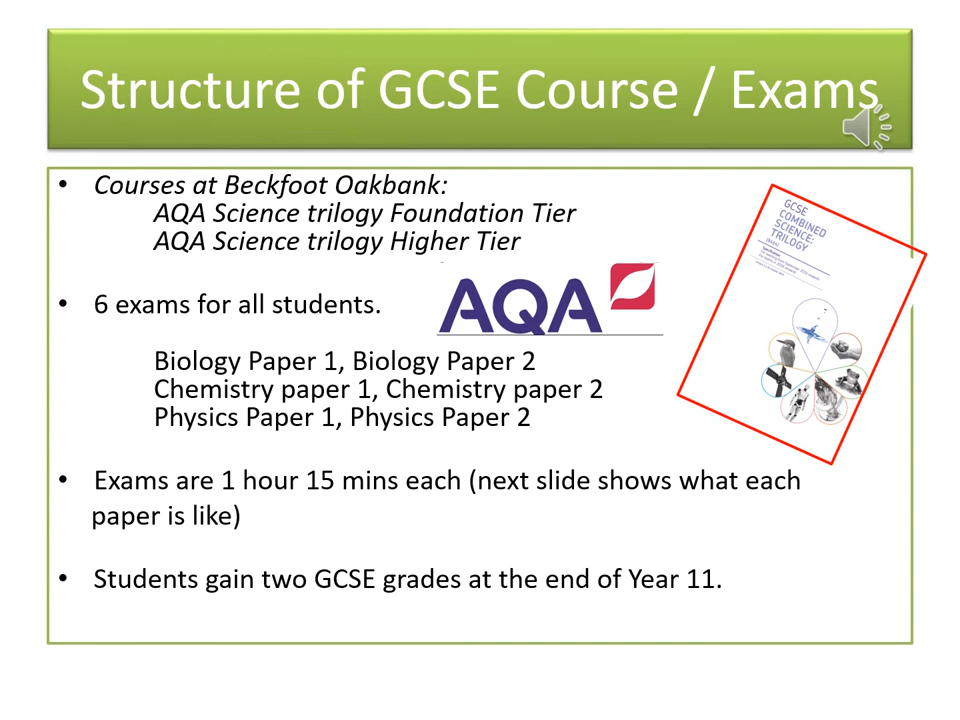 Structure of GCSE Course / Exams
• Courses at Beckfoot Oakbank:
AQA Science trilogy Foundation Tier
AQA Science trilogy Higher Tier
• 6 exams for all students.
AQA
GCSE
COMBINED
SCIENCE:
TRILOGY
Biology Paper 1, Biology Paper 2
Chemistry paper 1, Chemistry paper 2
Physics Paper 1, Physics Paper 2
• Exams are 1 hour 15 mins each (next slide shows what each
paper is like)
• Students gain two GCSE grades at the end of Year 11.